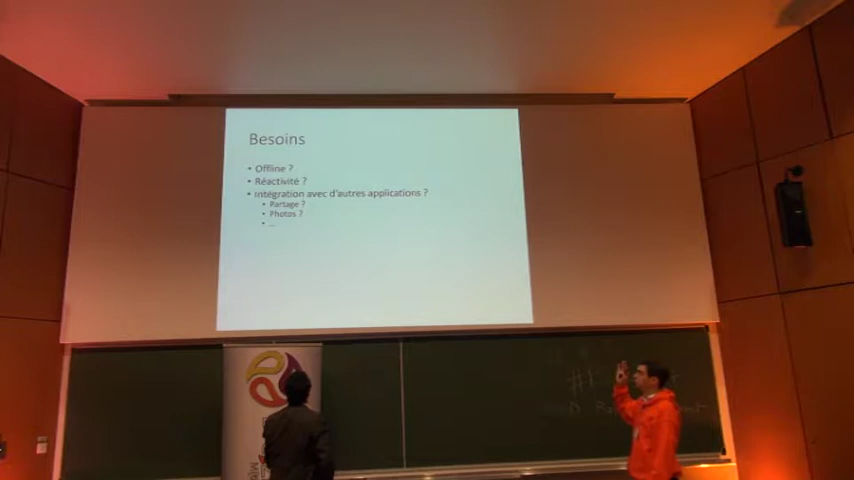 Besoins
• Offline ?
• Réactivité ?
• Intégration avec d'autres applications ?
• Partage ?
• Photos ?
• ...